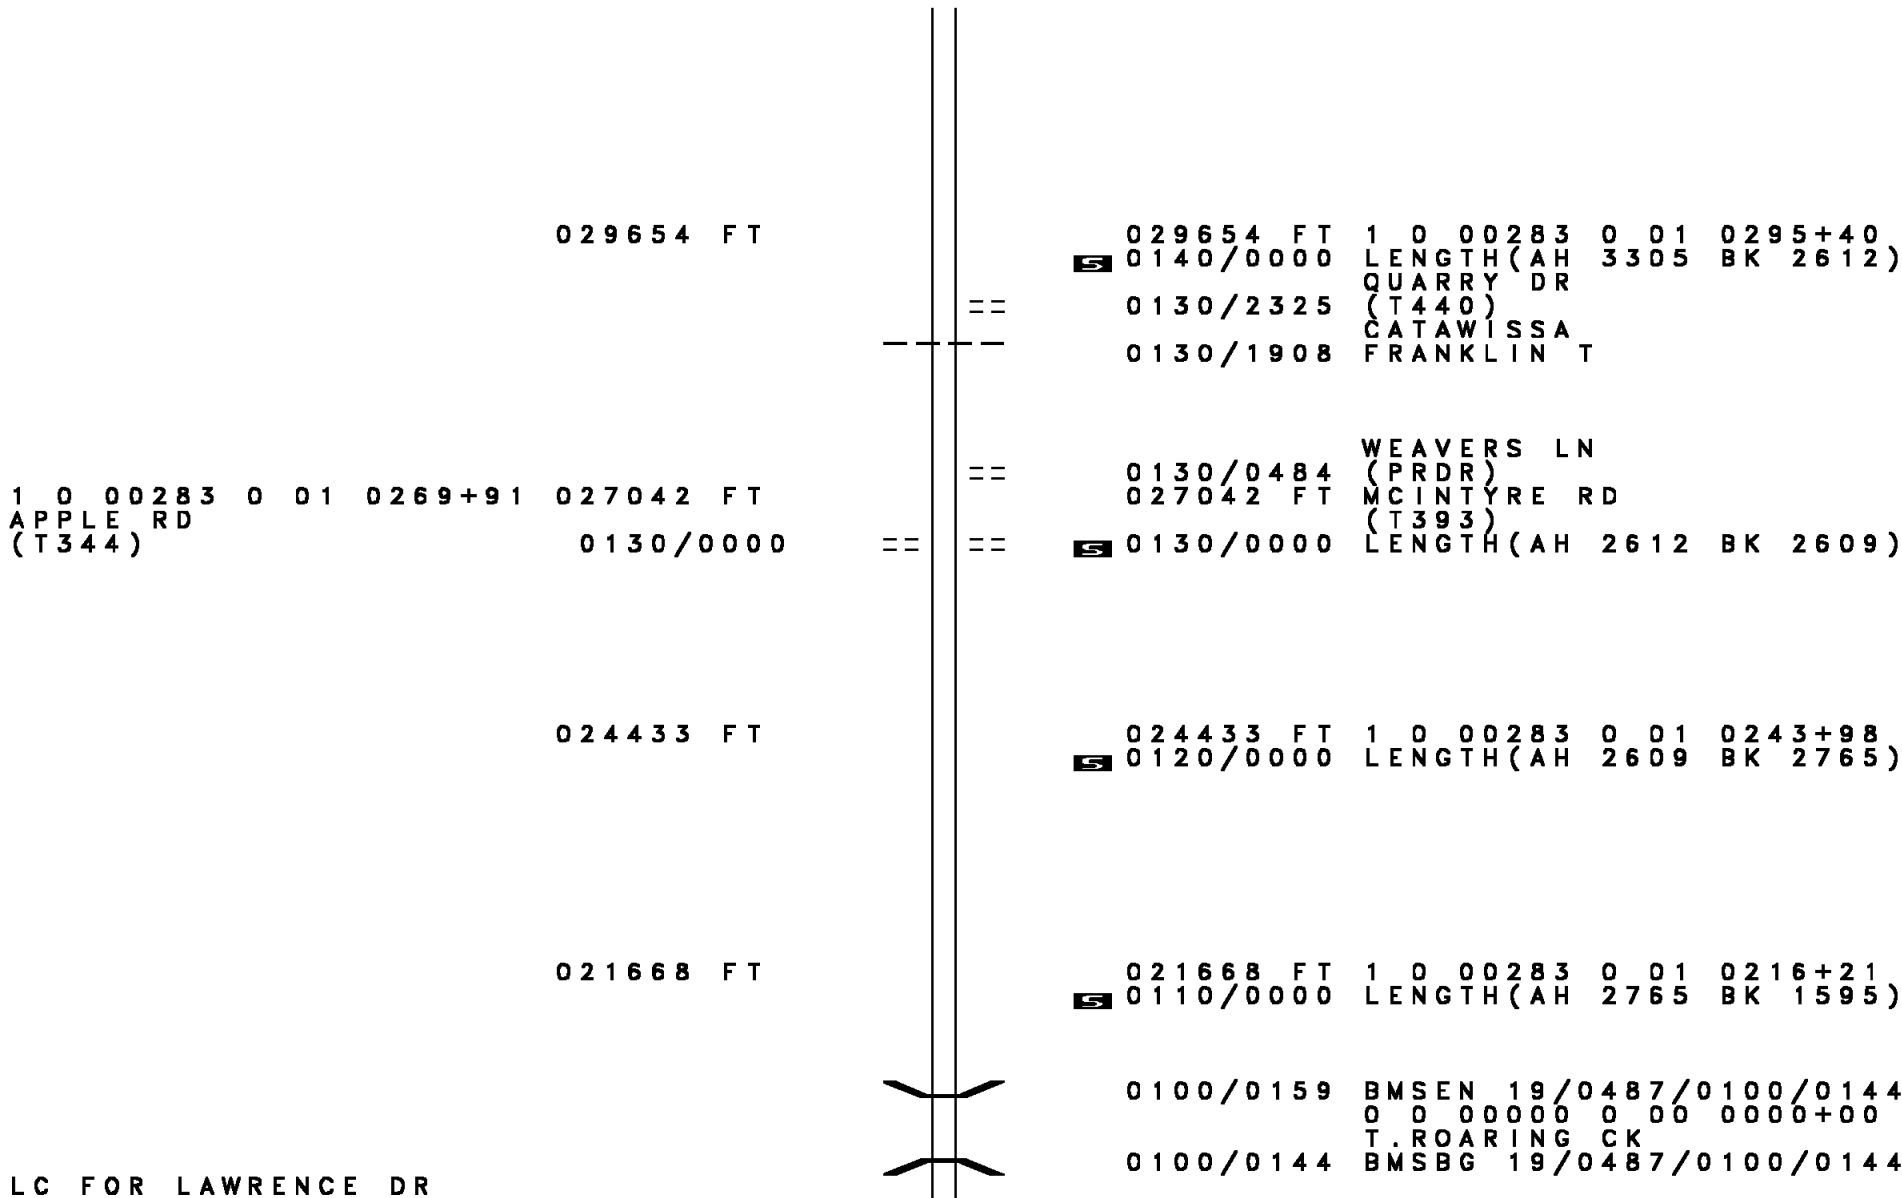 029654 FT 029654 FT 1 0 00283 0 01 0295+40
S 0140/0000 LENGTH(AH 3305 BK 2612)
QUARRY DR
== 0130/2325 (T440)
CATAWISSA
0130/1908 FRANKLIN T
WEAVERS LN
== 0130/0484 (PRDR)
1 0 00283 0 01 0269+91 027042 FT 027042 FT MCINTYRE RD
APPLE RD (T393)
(T344) 0130/0000 == == S 0130/0000 LENGTH(AH 2612 BK 2609)
024433 FT 024433 FT 1 0 00283 0 01 0243+98
S 0120/0000 LENGTH(AH 2609 BK 2765)
021668 FT 021668 FT 1 0 00283 0 01 0216+21
S 0110/0000 LENGTH(AH 2765 BK 1595)
0100/0159 BMSEN 19/0487/0100/0144
0 0 00000 0 00 0000+00
T.ROARING CK
0100/0144 BMSBG 19/0487/0100/0144
LC FOR LAWRENCE DR